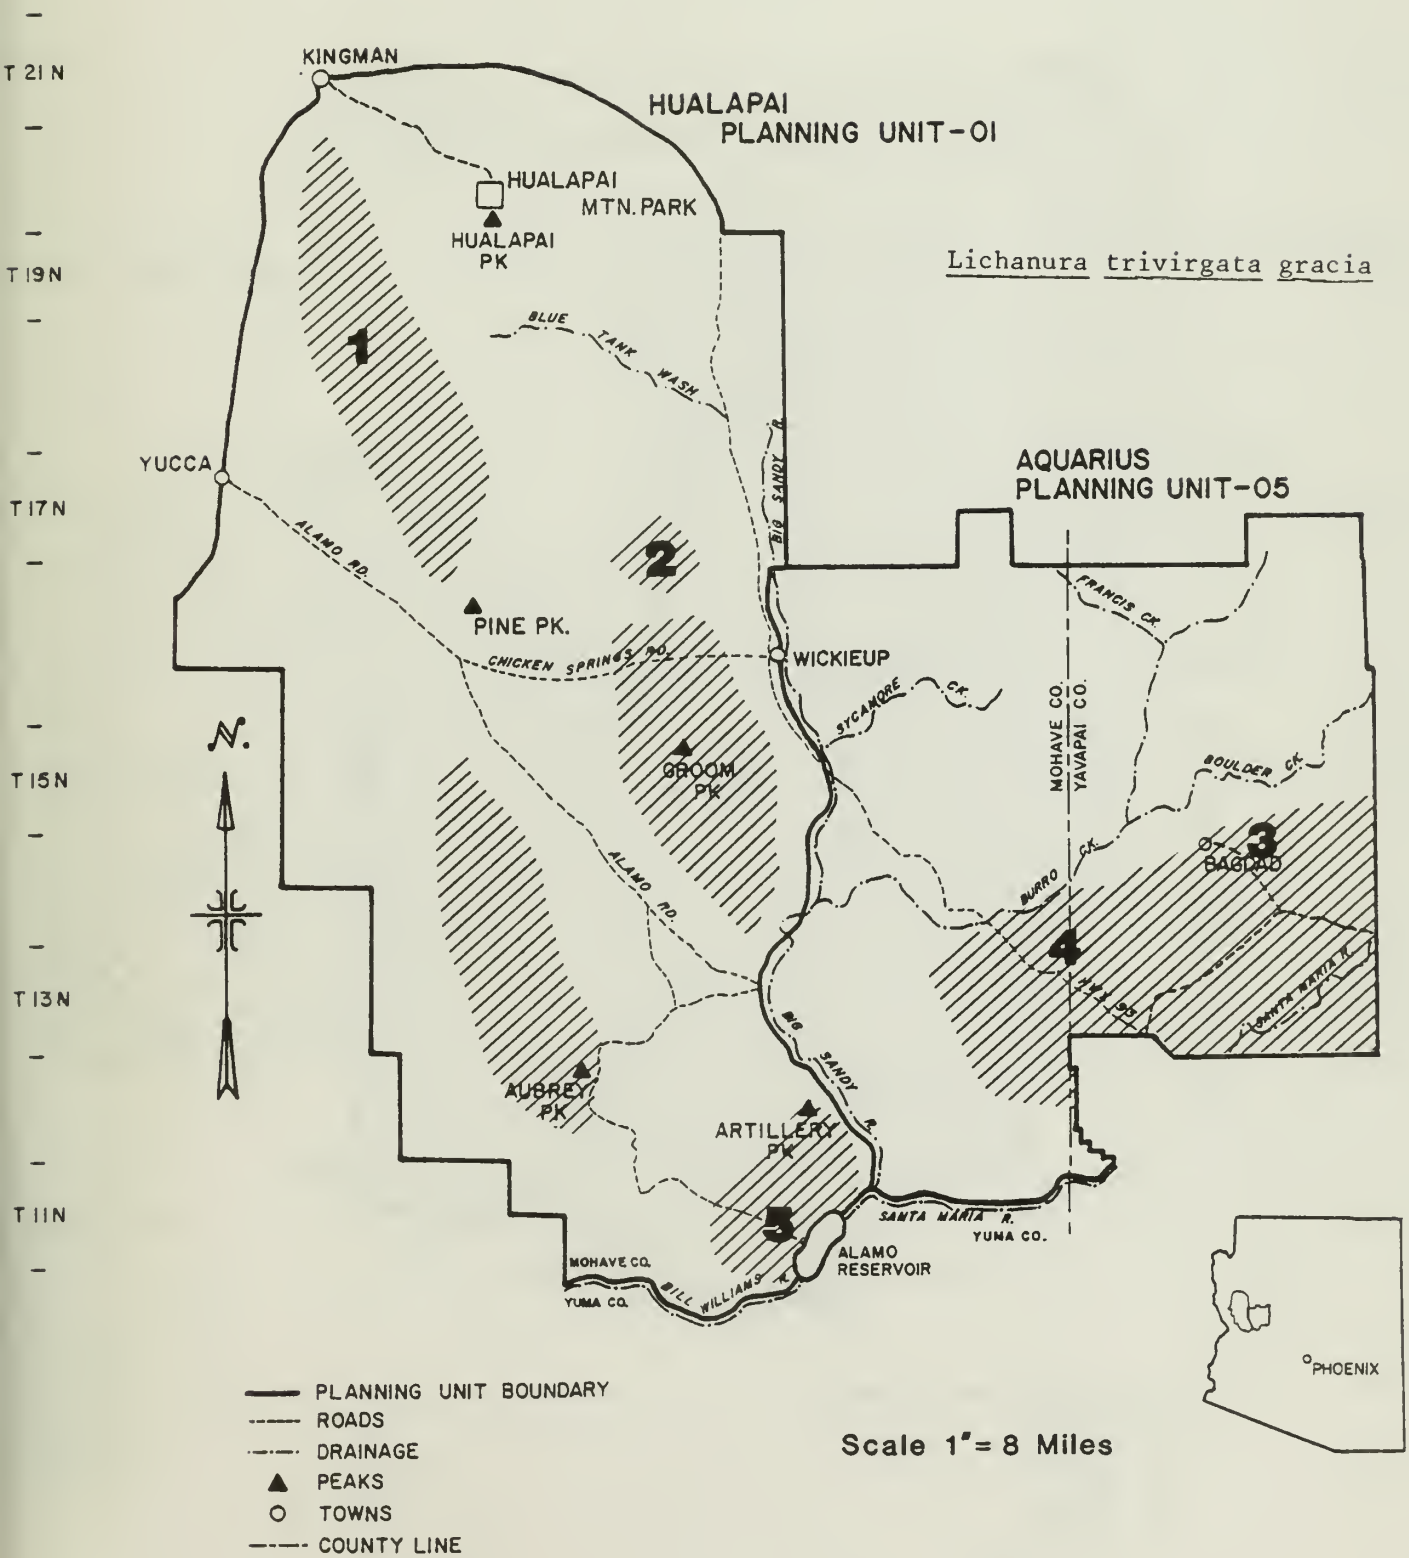 KINGMAN
T 21 N
HUALAPAI
PLANNING UNIT-01
HUALAPAI
MTN. PARK
HUALAPAI
PK
T 19 N
Lichanura trivirgata gracia
1
BLUE TANK WASH
BIG SANDY R.
YUCCA
AQUARIUS
PLANNING UNIT-05
T 17 N
ALAMO RD.
2
FRANCIS CK.
PINE PK.
CHICKEN SPRINGS RD.
WICKIEUP
SYCAMORE CK.
MOHAVE CO.
YAVAPAI CO.
N.
GROOM
PK
BOULDER CK.
T 15 N
3
BAGDAD
ALAMO RD.
BURRO CK.
4
T 13 N
HWY 93
SANTA MARIA R.
BIG SANDY R.
AUBREY
PK
ARTILLERY
PK
T 11 N
5
SANTA MARIA R.
YUMA CO.
ALAMO
RESERVOIR
MOHAVE CO.
YUMA CO.
BILL WILLIAMS R.
PHOENIX
PLANNING UNIT BOUNDARY
ROADS
DRAINAGE
PEAKS
TOWNS
COUNTY LINE
Scale 1"= 8 Miles